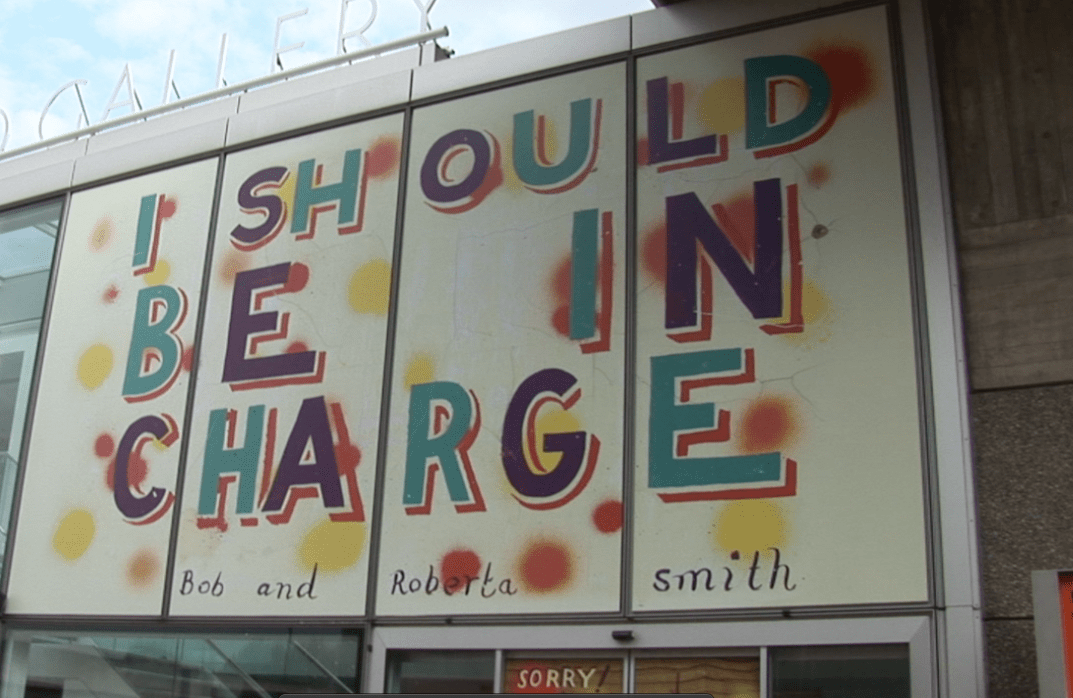 GALLERY
I SHOULD
BE IN
CHARGE
Bob and Roberta smith
SORRY!